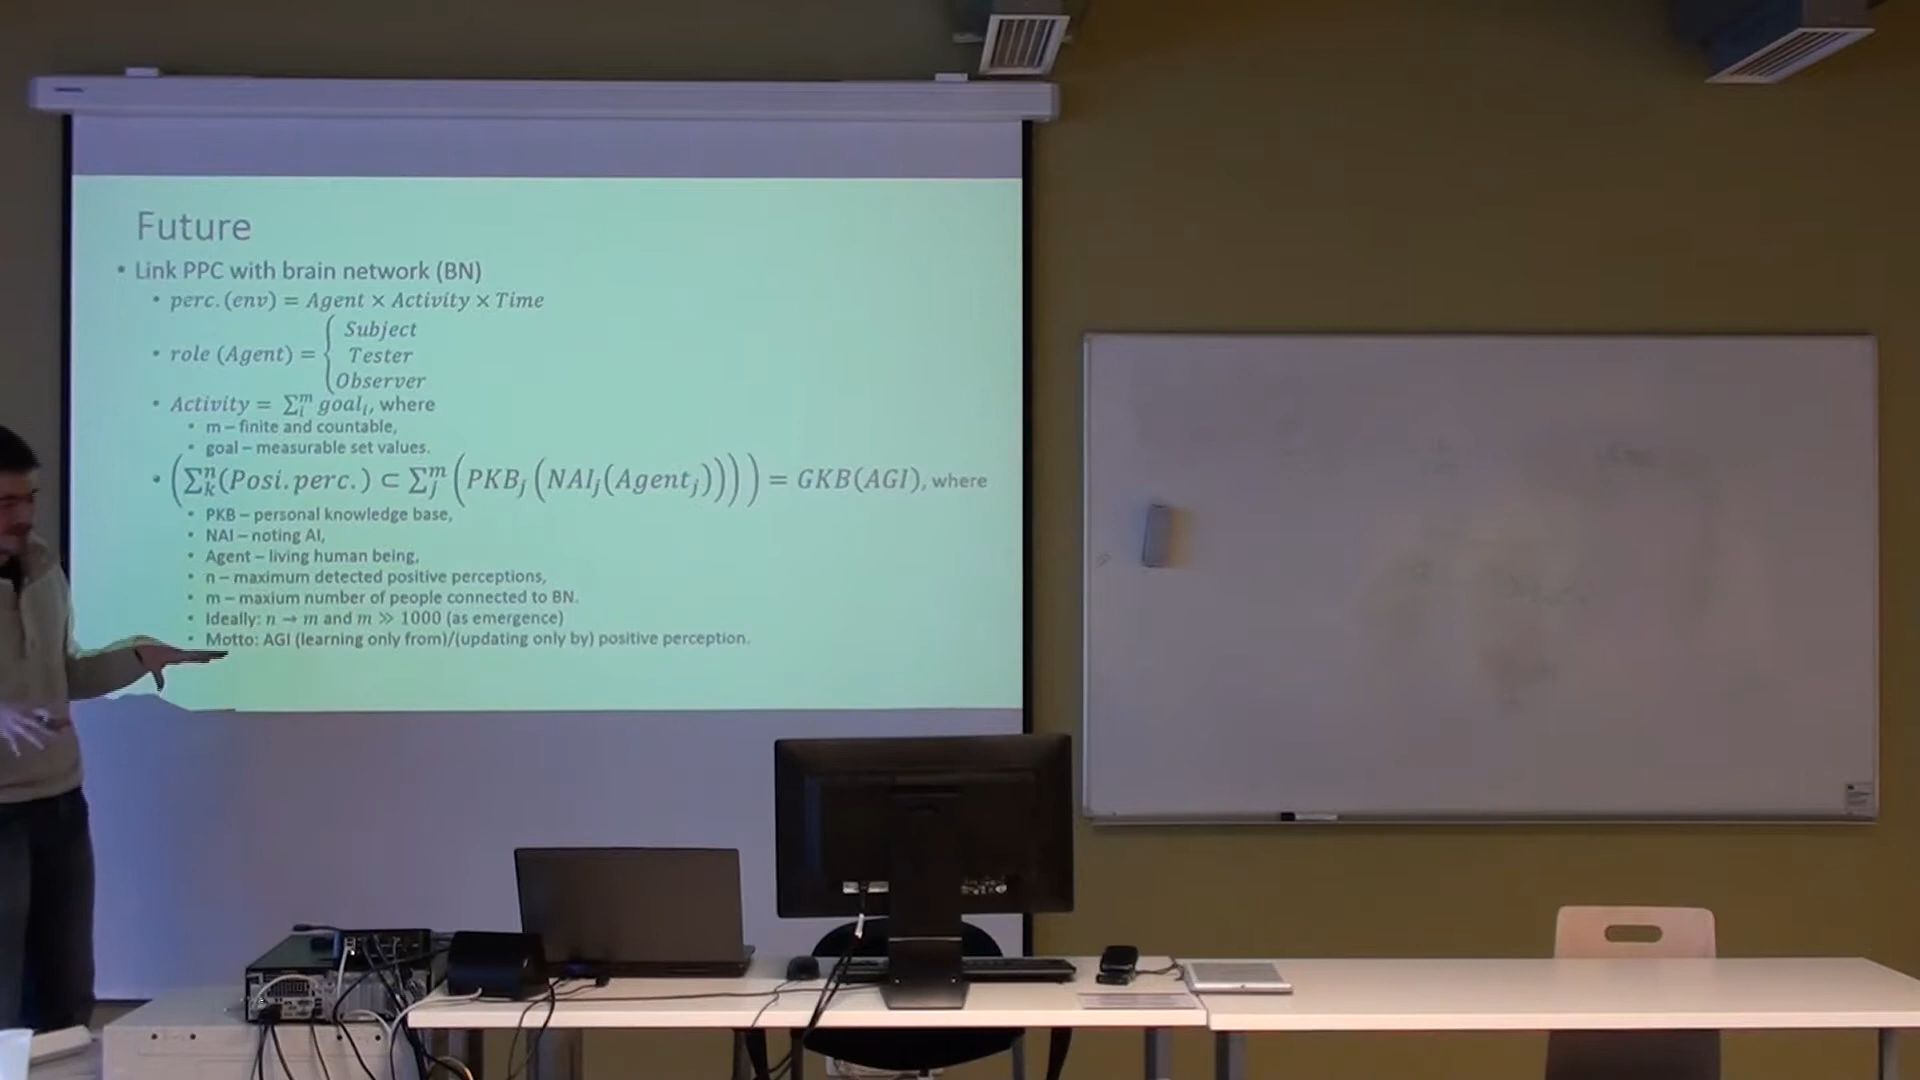 Future
• Link PPC with brain network (BN)
• perc.(env) = Agent × Activity × Time
• role (Agent) = { Subject
Tester
Observer
• Activity = ∑ᵢᵐ goalᵢ, where
• m – finite and countable,
• goal – measurable set values.
• (∑ₖⁿ(Posi.perc.) ⊂ ∑ⱼᵐ(PKBⱼ(NAIⱼ(Agentⱼ)))) = GKB(AGI), where
• PKB – personal knowledge base,
• NAI – noting AI,
• Agent – living human being,
• n – maximum detected positive perceptions,
• m – maxium number of people connected to BN.
• Ideally: n → m and m ≫ 1000 (as emergence)
• Motto: AGI (learning only from)/(updating only by) positive perception.